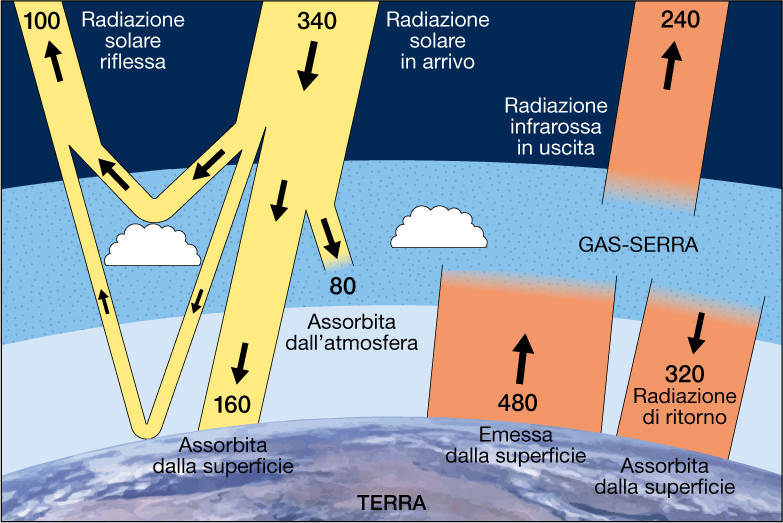 100
Radiazione
solare
riflessa
340
Radiazione
solare
in arrivo
240
Radiazione
infrarossa
in uscita
GAS-SERRA
80
Assorbita
dall'atmosfera
160
Assorbita
dalla superficie
480
Emessa
dalla superficie
320
Radiazione
di ritorno
Assorbita
dalla superficie
TERRA